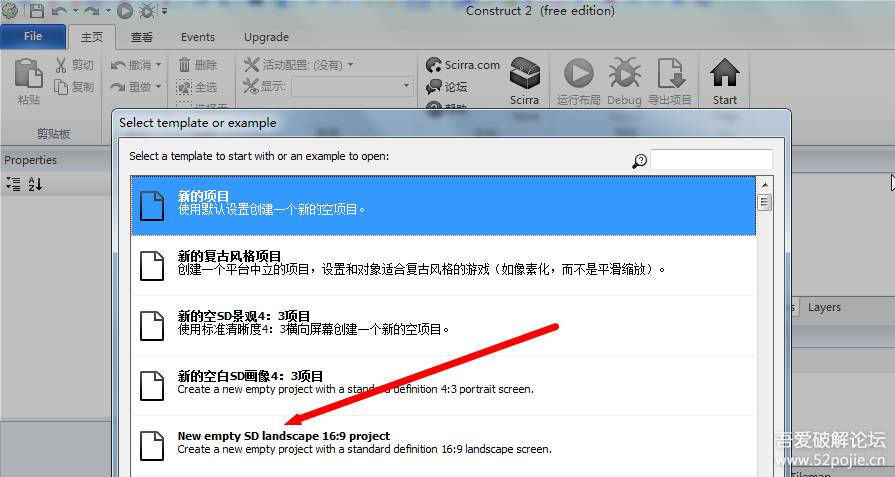 Construct 2 (free edition)
File 主页 查看 Events Upgrade
粘贴 剪切 复制
剪贴板
撤消 重做
删除 全选
活动配置: (没有)
显示:
Scirra.com
论坛
帮助
Scirra
运行布局 Debug 导出项目 Start
Properties
Select template or example
Select a template to start with or an example to open:
新的项目
使用默认设置创建一个新的空项目。
新的复古风格项目
创建一个平台中立的项目，设置和对象适合复古风格的游戏（如像素化，而不是平滑缩放）。
新的空SD景观4：3项目
使用标准清晰度4：3横向屏幕创建一个新的空项目。
新的空白SD画像4：3项目
Create a new empty project with a standard definition 4:3 portrait screen.
New empty SD landscape 16:9 project
Create a new empty project with a standard definition 16:9 landscape screen.
Layers
吾爱破解论坛
www.52pojie.cn
Tilemap